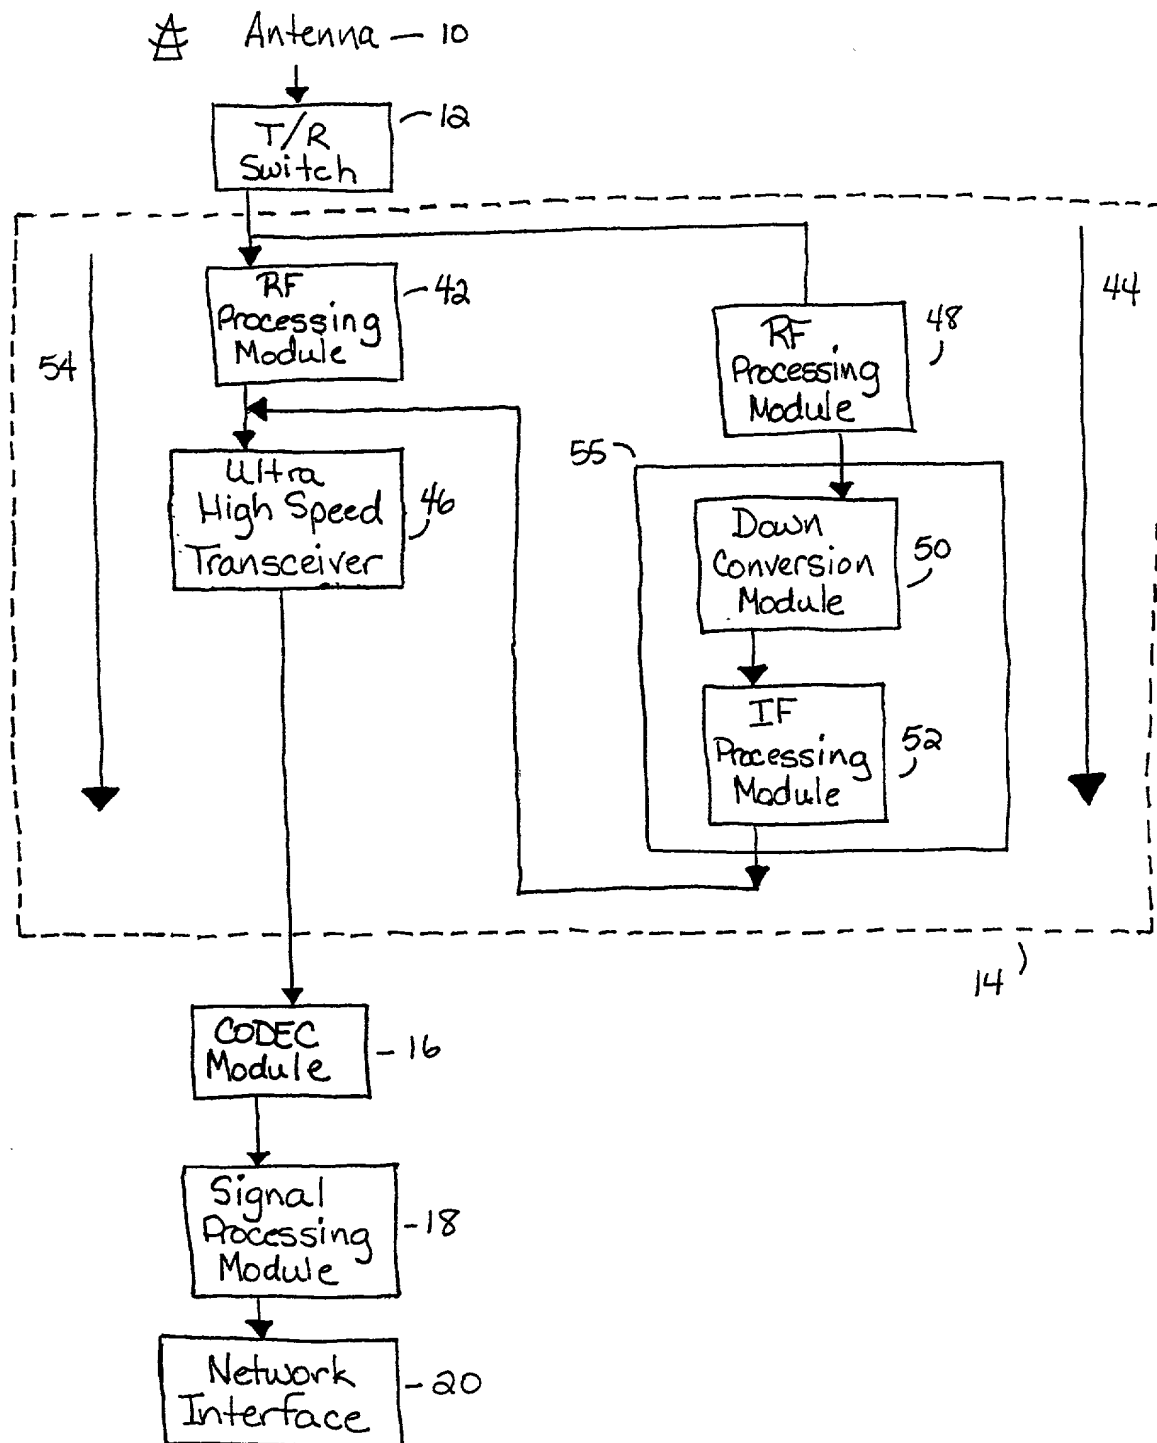 Antenna — 10
T/R
Switch
12
RF
Processing
Module
42
44
54
RF
Processing
Module
48
55
Ultra
High Speed
Transceiver
46
Down
Conversion
Module
50
IF
Processing
Module
52
14
CODEC
Module
- 16
Signal
Processing
Module
- 18
Network
Interface
- 20